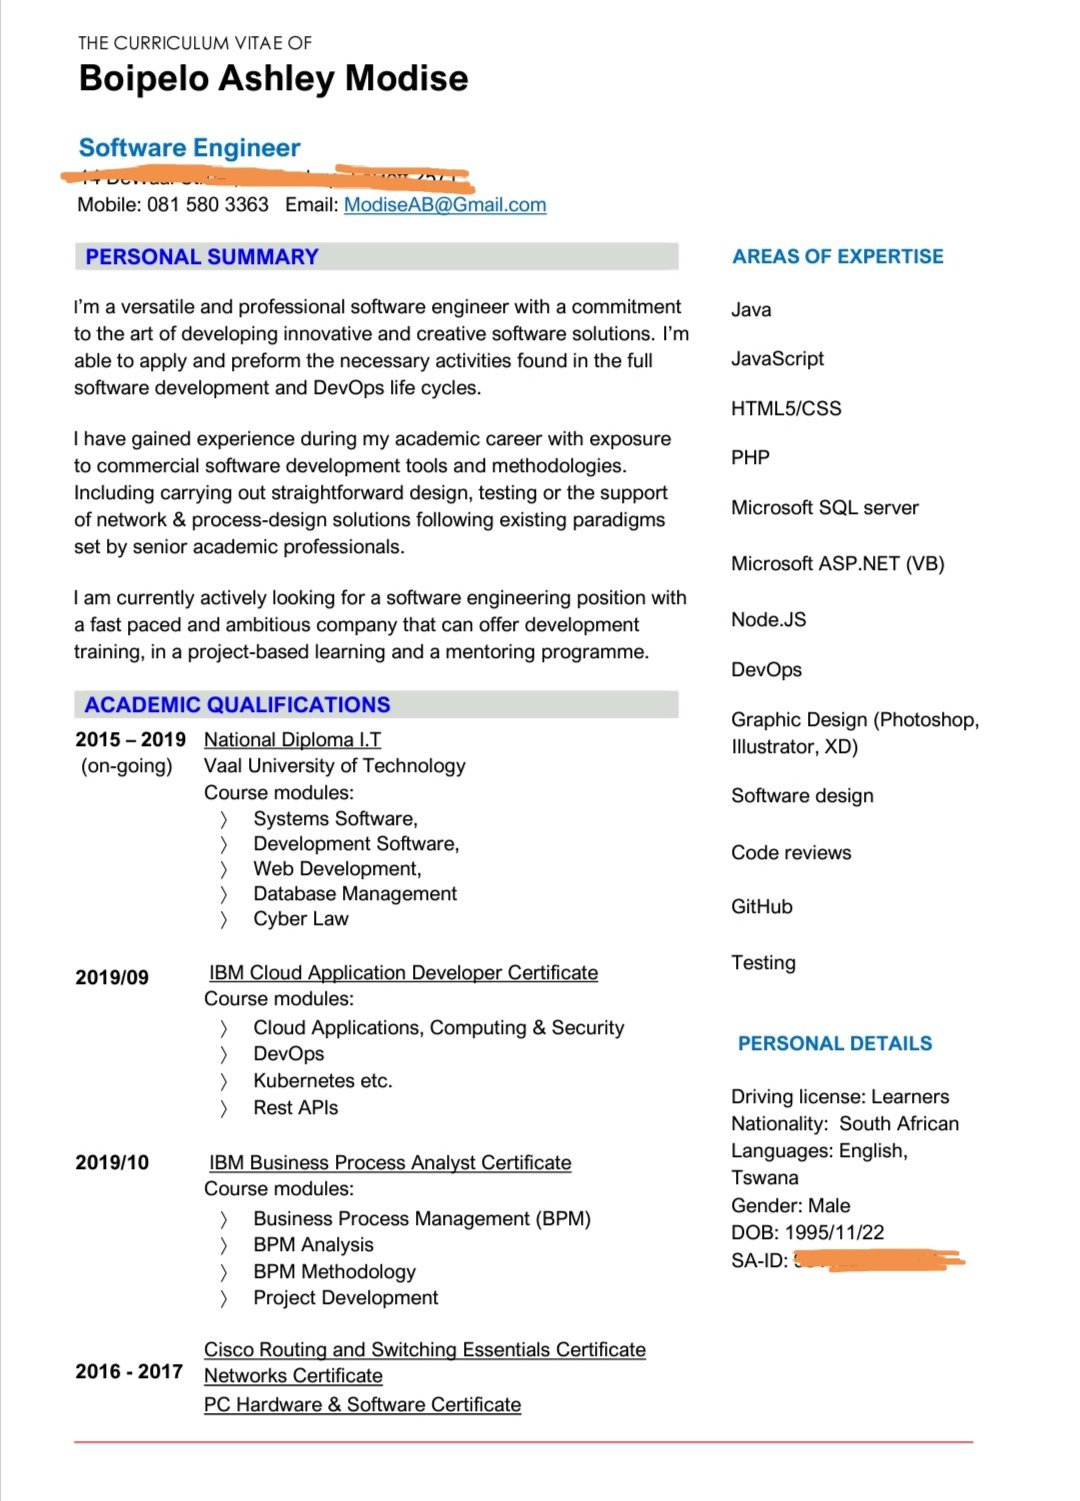 THE CURRICULUM VITAE OF
Boipelo Ashley Modise
Software Engineer
Mobile: 081 580 3363 Email: ModiseAB@Gmail.com
PERSONAL SUMMARY
I'm a versatile and professional software engineer with a commitment
to the art of developing innovative and creative software solutions. I'm
able to apply and preform the necessary activities found in the full
software development and DevOps life cycles.
I have gained experience during my academic career with exposure
to commercial software development tools and methodologies.
Including carrying out straightforward design, testing or the support
of network & process-design solutions following existing paradigms
set by senior academic professionals.
I am currently actively looking for a software engineering position with
a fast paced and ambitious company that can offer development
training, in a project-based learning and a mentoring programme.
ACADEMIC QUALIFICATIONS
2015 – 2019 National Diploma I.T
(on-going) Vaal University of Technology
Course modules:
〉 Systems Software,
〉 Development Software,
〉 Web Development,
〉 Database Management
〉 Cyber Law
2019/09 IBM Cloud Application Developer Certificate
Course modules:
〉 Cloud Applications, Computing & Security
〉 DevOps
〉 Kubernetes etc.
〉 Rest APIs
2019/10 IBM Business Process Analyst Certificate
Course modules:
〉 Business Process Management (BPM)
〉 BPM Analysis
〉 BPM Methodology
〉 Project Development
Cisco Routing and Switching Essentials Certificate
2016 - 2017 Networks Certificate
PC Hardware & Software Certificate
AREAS OF EXPERTISE
Java
JavaScript
HTML5/CSS
PHP
Microsoft SQL server
Microsoft ASP.NET (VB)
Node.JS
DevOps
Graphic Design (Photoshop,
Illustrator, XD)
Software design
Code reviews
GitHub
Testing
PERSONAL DETAILS
Driving license: Learners
Nationality: South African
Languages: English,
Tswana
Gender: Male
DOB: 1995/11/22
SA-ID: